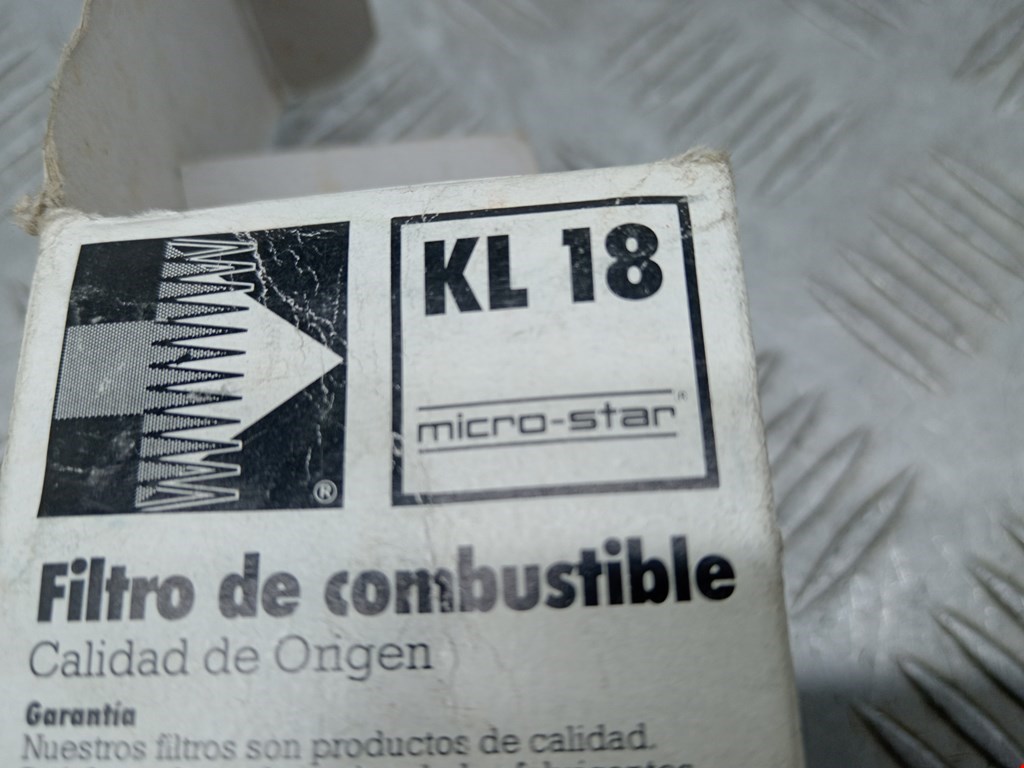 KL 18
micro-star®
®
Filtro de combustible
Calidad de Origen
Garantía
Nuestros filtros son productos de calidad.